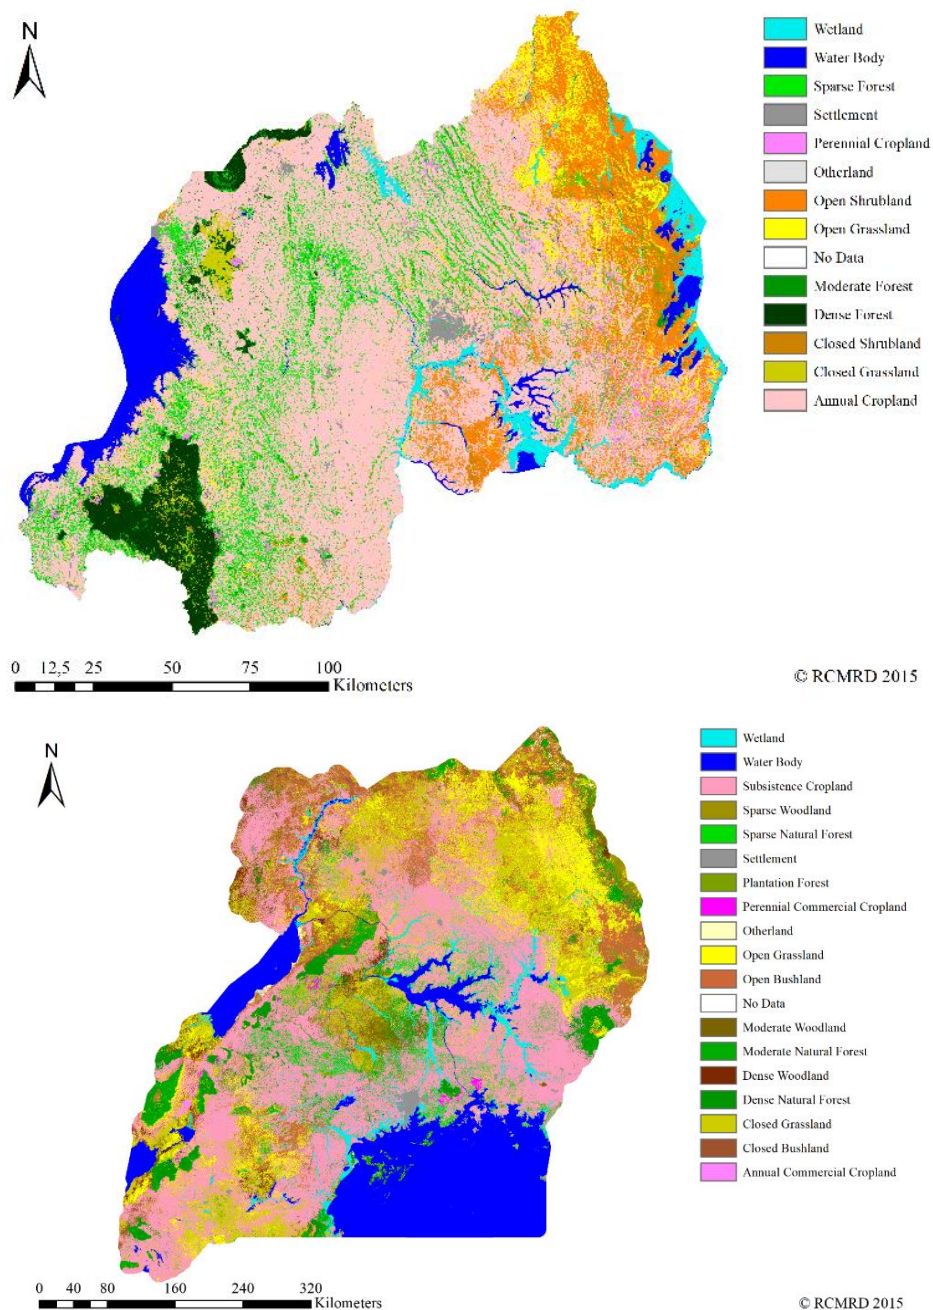 N
Wetland
Water Body
Sparse Forest
Settlement
Perennial Cropland
Otherland
Open Shrubland
Open Grassland
No Data
Moderate Forest
Dense Forest
Closed Shrubland
Closed Grassland
Annual Cropland
0 12,5 25 50 75 100
Kilometers
© RCMRD 2015
N
Wetland
Water Body
Subsistence Cropland
Sparse Woodland
Sparse Natural Forest
Settlement
Plantation Forest
Perennial Commercial Cropland
Otherland
Open Grassland
Open Bushland
No Data
Moderate Woodland
Moderate Natural Forest
Dense Woodland
Dense Natural Forest
Closed Grassland
Closed Bushland
Annual Commercial Cropland
0 40 80 160 240 320
Kilometers
© RCMRD 2015